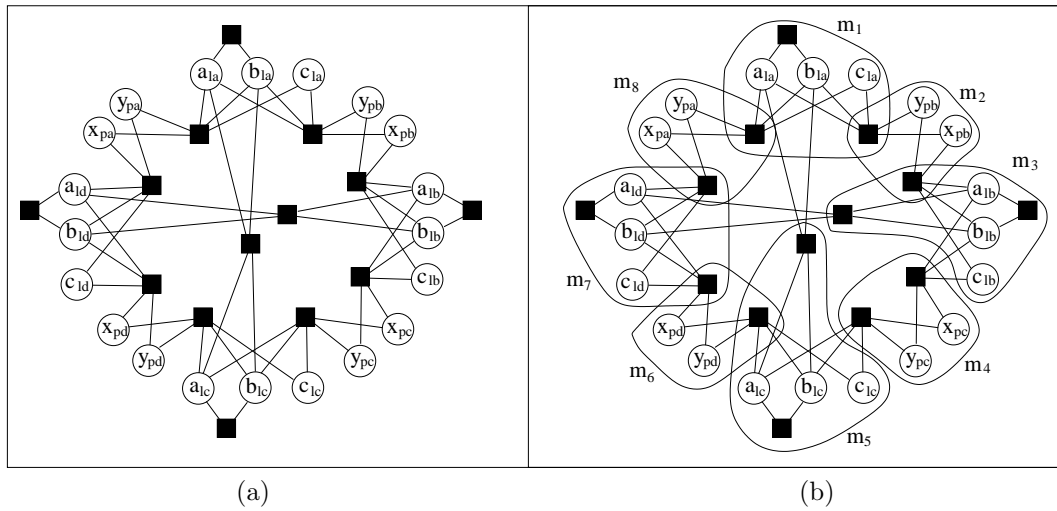 a_la b_la c_la
y_pa y_pb
x_pa x_pb
a_ld a_lb
b_ld b_lb
c_ld c_lb
x_pd x_pc
y_pd y_pc
a_lc b_lc c_lc
(a)
m_1
a_la b_la c_la
m_8 m_2
y_pa y_pb
x_pa x_pb
m_3
a_ld a_lb
b_ld b_lb
m_7 c_ld c_lb
x_pd x_pc
y_pd y_pc
m_6 m_4
a_lc b_lc c_lc
m_5
(b)